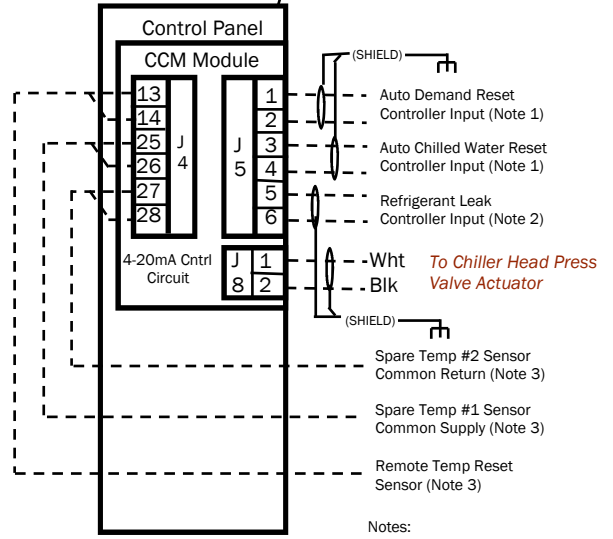 Control Panel
CCM Module
13
14
25
26
27
28
J
4
J
5
1
2
3
4
5
6
4-20mA Cntrl
Circuit
J
8
1
2
(SHIELD)
Auto Demand Reset
Controller Input (Note 1)
Auto Chilled Water Reset
Controller Input (Note 1)
Refrigerant Leak
Controller Input (Note 2)
Wht
Blk
To Chiller Head Press
Valve Actuator
(SHIELD)
Spare Temp #2 Sensor
Common Return (Note 3)
Spare Temp #1 Sensor
Common Supply (Note 3)
Remote Temp Reset
Sensor (Note 3)
Notes: